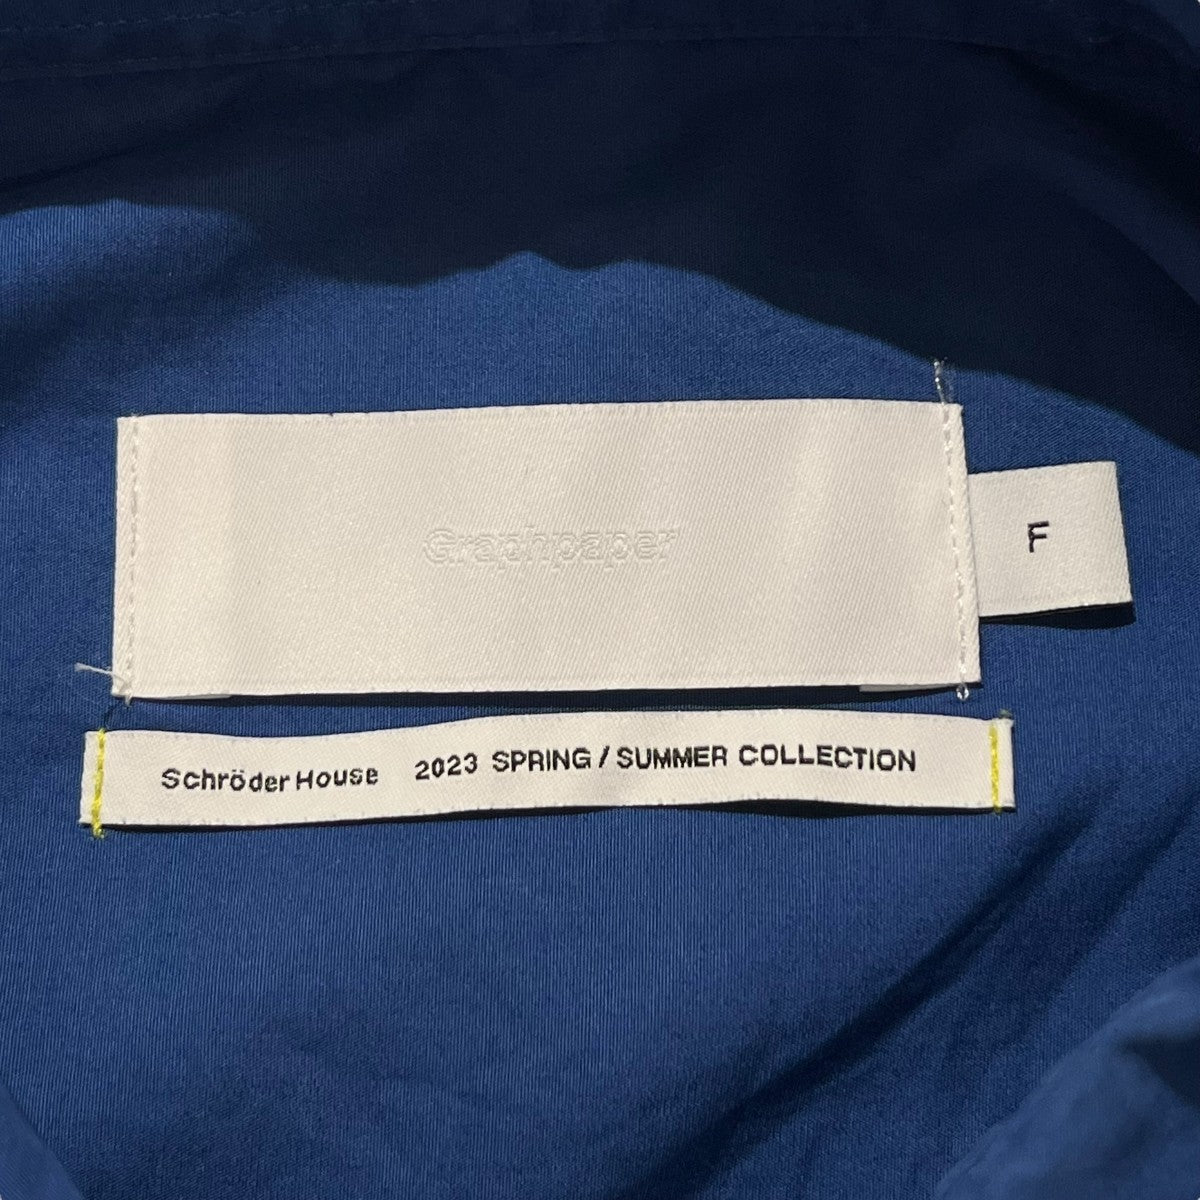 Graphpaper
F
Schröder House 2023 SPRING / SUMMER COLLECTION